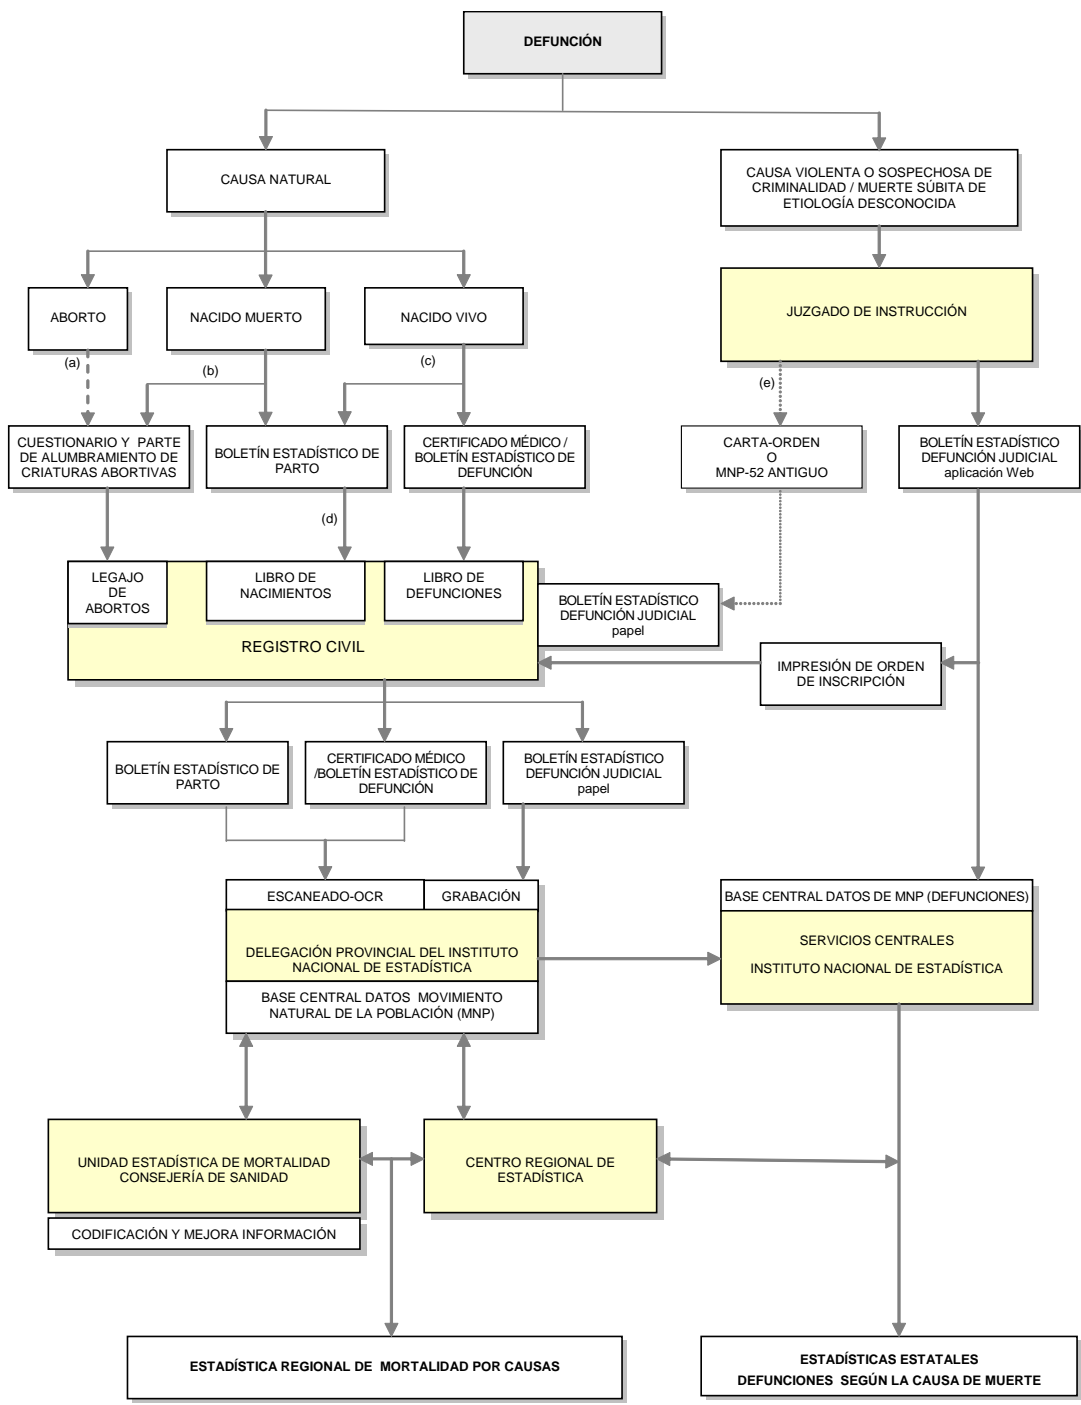 DEFUNCIÓN
CAUSA NATURAL
CAUSA VIOLENTA O SOSPECHOSA DE
CRIMINALIDAD / MUERTE SÚBITA DE
ETIOLOGÍA DESCONOCIDA
ABORTO
NACIDO MUERTO
NACIDO VIVO
JUZGADO DE INSTRUCCIÓN
(a)
(b)
(c)
(e)
CUESTIONARIO Y PARTE
DE ALUMBRAMIENTO DE
CRIATURAS ABORTIVAS
BOLETÍN ESTADÍSTICO DE
PARTO
CERTIFICADO MÉDICO /
BOLETÍN ESTADÍSTICO DE
DEFUNCIÓN
CARTA-ORDEN
O
MNP-52 ANTIGUO
BOLETÍN ESTADÍSTICO
DEFUNCIÓN JUDICIAL
aplicación Web
(d)
LEGAJO
DE
ABORTOS
LIBRO DE
NACIMIENTOS
LIBRO DE
DEFUNCIONES
REGISTRO CIVIL
BOLETÍN ESTADÍSTICO
DEFUNCIÓN JUDICIAL
papel
IMPRESIÓN DE ORDEN
DE INSCRIPCIÓN
BOLETÍN ESTADÍSTICO DE
PARTO
CERTIFICADO MÉDICO
/BOLETÍN ESTADÍSTICO DE
DEFUNCIÓN
BOLETÍN ESTADÍSTICO
DEFUNCIÓN JUDICIAL
papel
ESCANEADO-OCR
GRABACIÓN
DELEGACIÓN PROVINCIAL DEL INSTITUTO
NACIONAL DE ESTADÍSTICA
BASE CENTRAL DATOS MOVIMIENTO
NATURAL DE LA POBLACIÓN (MNP)
BASE CENTRAL DATOS DE MNP (DEFUNCIONES)
SERVICIOS CENTRALES
INSTITUTO NACIONAL DE ESTADÍSTICA
UNIDAD ESTADÍSTICA DE MORTALIDAD
CONSEJERÍA DE SANIDAD
CODIFICACIÓN Y MEJORA INFORMACIÓN
CENTRO REGIONAL DE
ESTADÍSTICA
ESTADÍSTICA REGIONAL DE MORTALIDAD POR CAUSAS
ESTADÍSTICAS ESTATALES
DEFUNCIONES SEGÚN LA CAUSA DE MUERTE